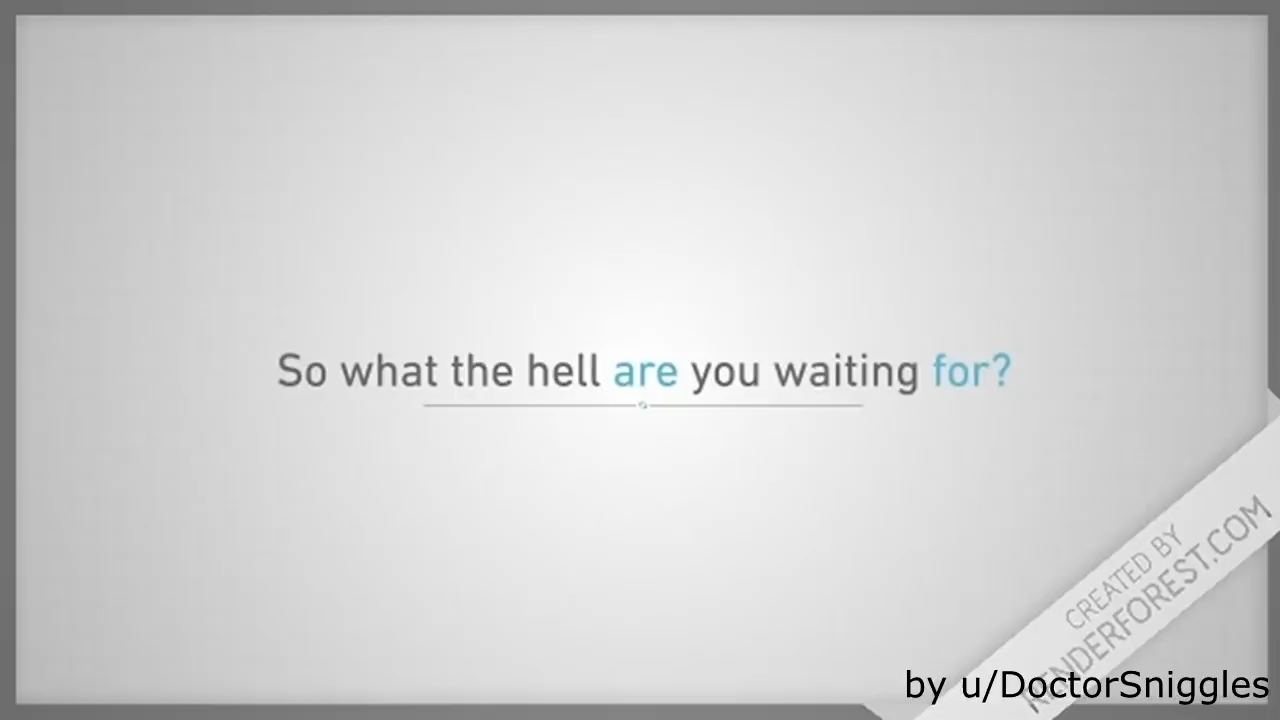 So what the hell are you waiting for?
CREATED BY
RENDERFOREST.COM
by u/DoctorSniggles